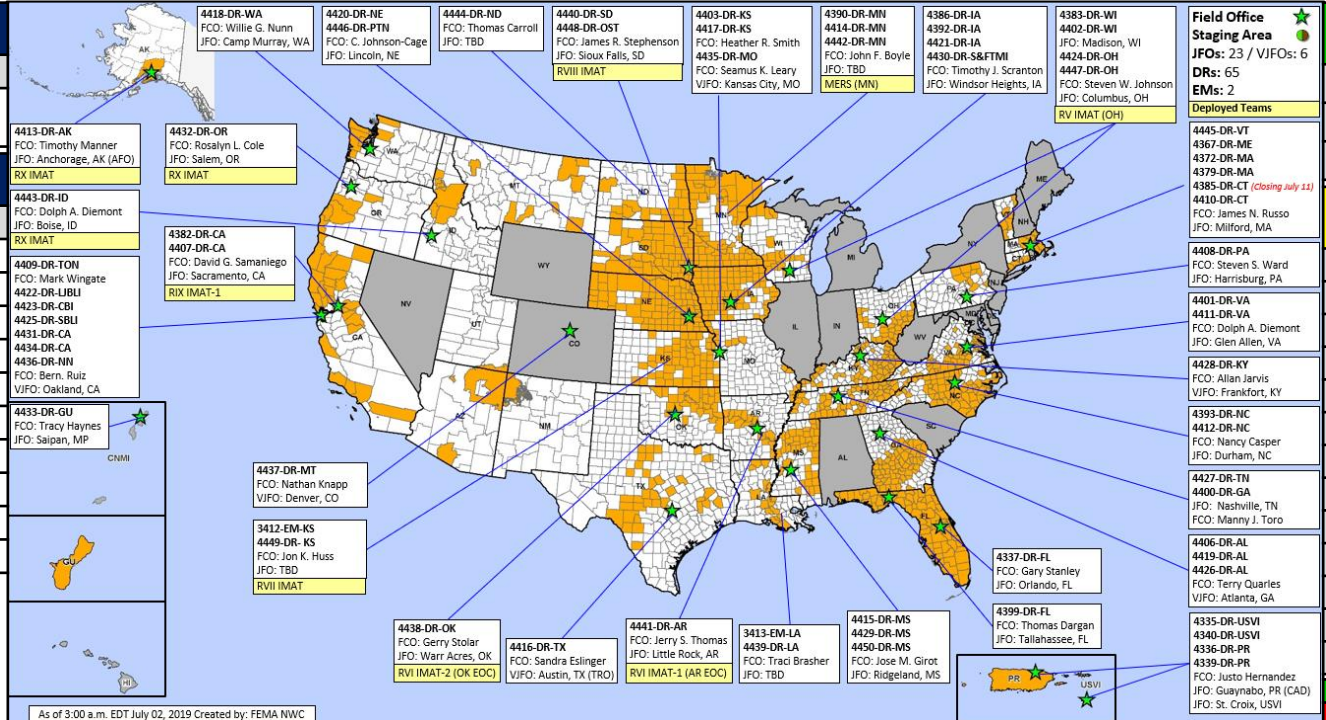 4418-DR-WA
FCO: Willie G. Nunn
JFO: Camp Murray, WA
4420-DR-NE
4446-DR-PTN
FCO: C. Johnson-Cage
JFO: Lincoln, NE
4444-DR-ND
FCO: Thomas Carroll
JFO: TBD
4440-DR-SD
4448-DR-OST
FCO: James R. Stephenson
JFO: Sioux Falls, SD
RVIII IMAT
4403-DR-KS
4417-DR-KS
FCO: Heather R. Smith
4435-DR-MO
FCO: Seamus K. Leary
VJFO: Kansas City, MO
4390-DR-MN
4414-DR-MN
4442-DR-MN
FCO: John F. Boyle
JFO: TBD
MERS (MN)
4386-DR-IA
4392-DR-IA
4421-DR-IA
4430-DR-S&FTMI
FCO: Timothy J. Scranton
JFO: Windsor Heights, IA
4383-DR-WI
4402-DR-WI
JFO: Madison, WI
4424-DR-OH
4447-DR-OH
FCO: Steven W. Johnson
JFO: Columbus, OH
RV IMAT (OH)
Field Office
Staging Area
JFOs: 23 / VJFOs: 6
DRs: 65
EMs: 2
Deployed Teams
4413-DR-AK
FCO: Timothy Manner
JFO: Anchorage, AK (AFO)
RX IMAT
4432-DR-OR
FCO: Rosalyn L. Cole
JFO: Salem, OR
RX IMAT
4443-DR-ID
FCO: Dolph A. Diemont
JFO: Boise, ID
RX IMAT
4382-DR-CA
4407-DR-CA
FCO: David G. Samaniego
JFO: Sacramento, CA
RIX IMAT-1
4409-DR-TON
FCO: Mark Wingate
4422-DR-LJBLI
4423-DR-CBI
4425-DR-SBLI
4431-DR-CA
4434-DR-CA
4436-DR-NN
FCO: Bern. Ruiz
VJFO: Oakland, CA
4433-DR-GU
FCO: Tracy Haynes
JFO: Saipan, MP
CNMI
GU
HI
4437-DR-MT
FCO: Nathan Knapp
VJFO: Denver, CO
3412-EM-KS
4449-DR- KS
FCO: Jon K. Huss
JFO: TBD
RVII IMAT
4438-DR-OK
FCO: Gerry Stolar
JFO: Warr Acres, OK
RVI IMAT-2 (OK EOC)
4416-DR-TX
FCO: Sandra Eslinger
VJFO: Austin, TX (TRO)
4441-DR-AR
FCO: Jerry S. Thomas
JFO: Little Rock, AR
RVI IMAT-1 (AR EOC)
3413-EM-LA
4439-DR-LA
FCO: Traci Brasher
JFO: TBD
4415-DR-MS
4429-DR-MS
4450-DR-MS
FCO: Jose M. Girot
JFO: Ridgeland, MS
4337-DR-FL
FCO: Gary Stanley
JFO: Orlando, FL
4399-DR-FL
FCO: Thomas Dargan
JFO: Tallahassee, FL
4445-DR-VT
4367-DR-ME
4372-DR-MA
4379-DR-MA
4385-DR-CT (Closing July 11)
4410-DR-CT
FCO: James N. Russo
JFO: Milford, MA
4408-DR-PA
FCO: Steven S. Ward
JFO: Harrisburg, PA
4401-DR-VA
4411-DR-VA
FCO: Dolph A. Diemont
JFO: Glen Allen, VA
4428-DR-KY
FCO: Allan Jarvis
VJFO: Frankfort, KY
4393-DR-NC
4412-DR-NC
FCO: Nancy Casper
JFO: Durham, NC
4427-DR-TN
4400-DR-GA
JFO: Nashville, TN
FCO: Manny J. Toro
4406-DR-AL
4419-DR-AL
4426-DR-AL
FCO: Terry Quarles
VJFO: Atlanta, GA
4335-DR-USVI
4340-DR-USVI
4336-DR-PR
4339-DR-PR
FCO: Justo Hernandez
JFO: Guaynabo, PR (CAD)
JFO: St. Croix, USVI
PR
USVI
AK
WA
OR
ID
MT
ND
SD
MN
WI
MI
WY
NV
UT
CO
CA
AZ
NM
NE
KS
IA
MO
IL
IN
OH
KY
TN
WV
VA
NC
SC
OK
TX
AR
LA
MS
AL
GA
FL
PA
NY
NJ
MD
VT
NH
ME
MA
CT
As of 3:00 a.m. EDT July 02, 2019 Created by: FEMA NWC